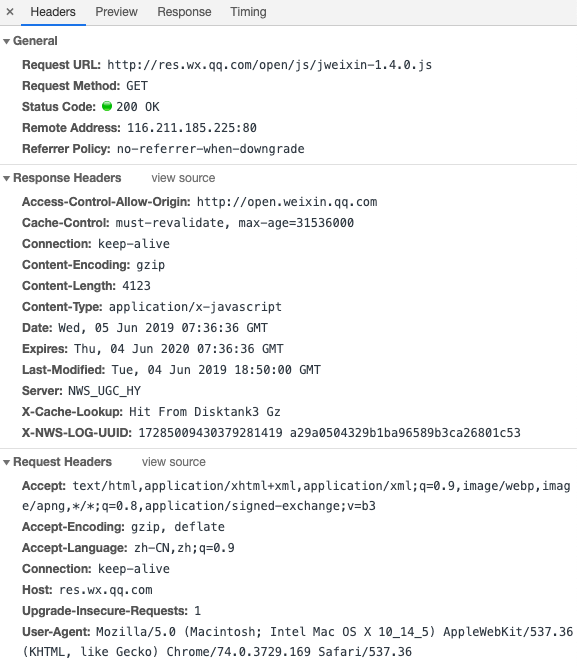 × Headers Preview Response Timing
▼ General
Request URL: http://res.wx.qq.com/open/js/jweixin-1.4.0.js
Request Method: GET
Status Code: 200 OK
Remote Address: 116.211.185.225:80
Referrer Policy: no-referrer-when-downgrade
▼ Response Headers view source
Access-Control-Allow-Origin: http://open.weixin.qq.com
Cache-Control: must-revalidate, max-age=31536000
Connection: keep-alive
Content-Encoding: gzip
Content-Length: 4123
Content-Type: application/x-javascript
Date: Wed, 05 Jun 2019 07:36:36 GMT
Expires: Thu, 04 Jun 2020 07:36:36 GMT
Last-Modified: Tue, 04 Jun 2019 18:50:00 GMT
Server: NWS_UGC_HY
X-Cache-Lookup: Hit From Disktank3 Gz
X-NWS-LOG-UUID: 17285009430379281419 a29a0504329b1ba96589b3ca26801c53
▼ Request Headers view source
Accept: text/html,application/xhtml+xml,application/xml;q=0.9,image/webp,imag
e/apng,*/*;q=0.8,application/signed-exchange;v=b3
Accept-Encoding: gzip, deflate
Accept-Language: zh-CN,zh;q=0.9
Connection: keep-alive
Host: res.wx.qq.com
Upgrade-Insecure-Requests: 1
User-Agent: Mozilla/5.0 (Macintosh; Intel Mac OS X 10_14_5) AppleWebKit/537.36
(KHTML, like Gecko) Chrome/74.0.3729.169 Safari/537.36